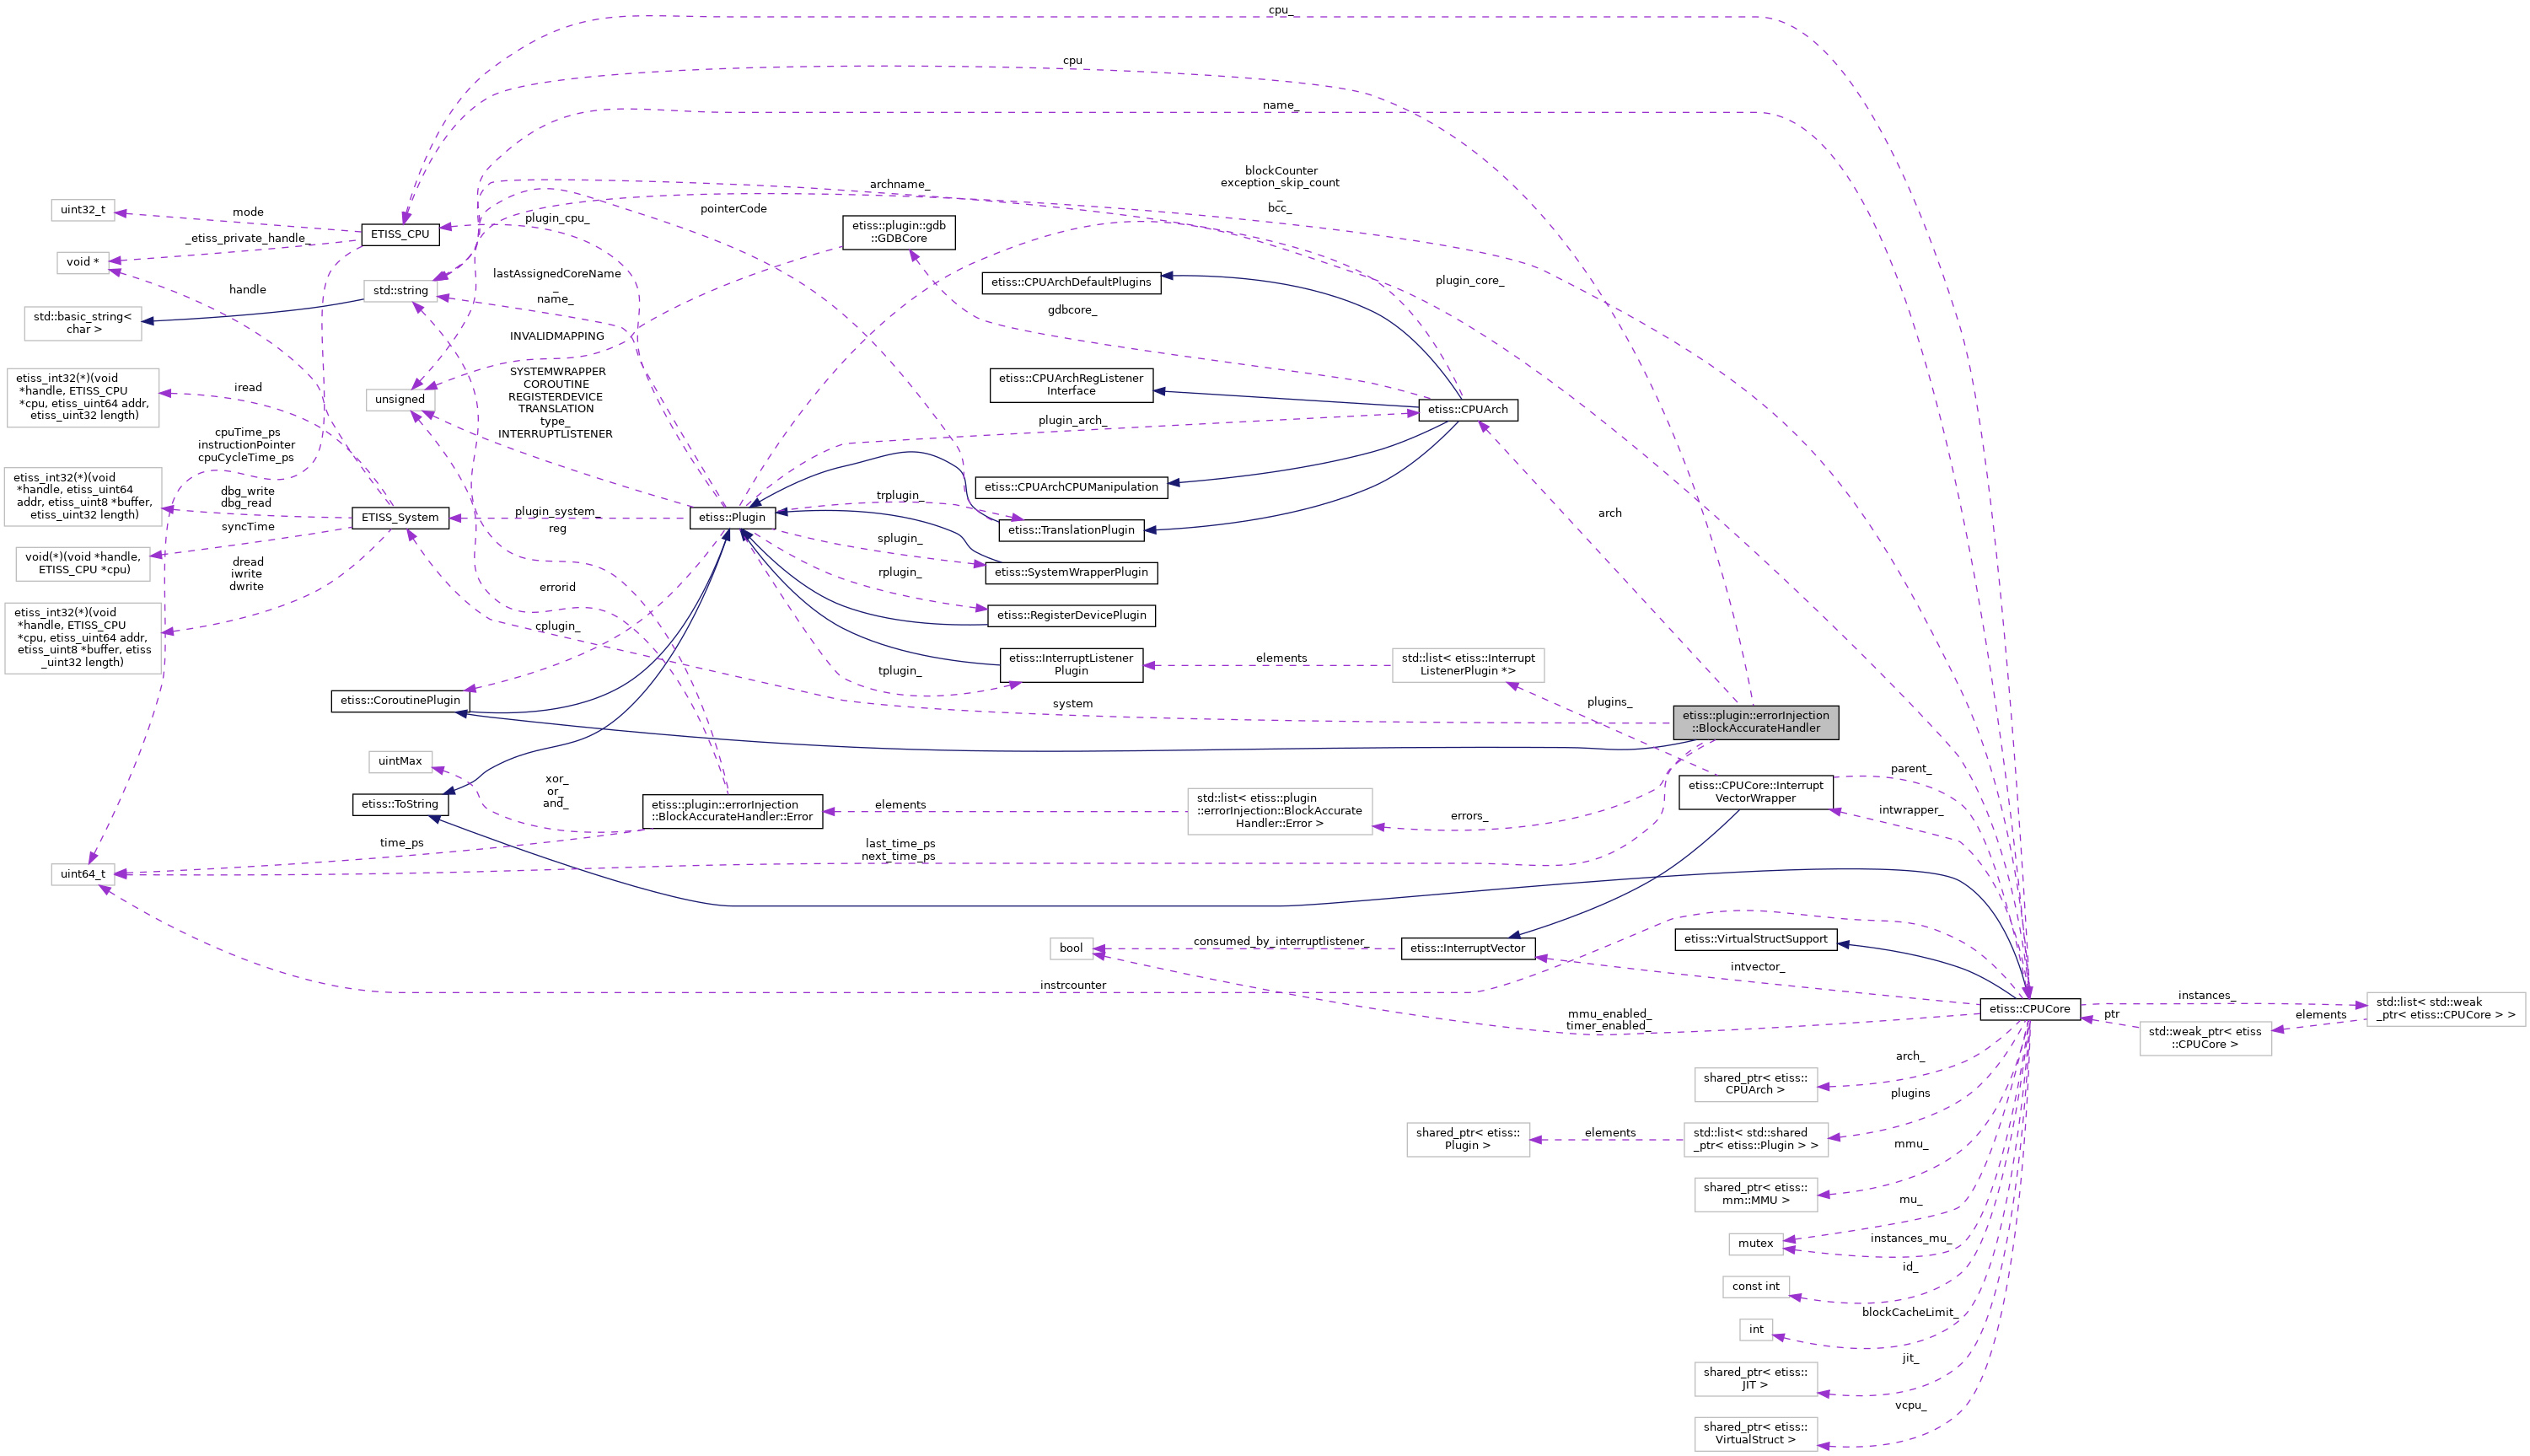 cpu_
cpu
name_
blockCounter
exception_skip_count
_
bcc_
archname_
pointerCode
plugin_cpu_
uint32_t
mode
ETISS_CPU
etiss::plugin::gdb
::GDBCore
_etiss_private_handle_
void *
handle
std::string
lastAssignedCoreName
_
name_
etiss::CPUArchDefaultPlugins
plugin_core_
gdbcore_
std::basic_string<
char >
INVALIDMAPPING
etiss_int32(*)(void
*handle, ETISS_CPU
*cpu, etiss_uint64 addr,
etiss_uint32 length)
iread
unsigned
SYSTEMWRAPPER
COROUTINE
REGISTERDEVICE
TRANSLATION
type_
INTERRUPTLISTENER
etiss::CPUArchRegListener
Interface
etiss::CPUArch
plugin_arch_
cpuTime_ps
instructionPointer
cpuCycleTime_ps
etiss_int32(*)(void
*handle, etiss_uint64
addr, etiss_uint8 *buffer,
etiss_uint32 length)
dbg_write
dbg_read
etiss::CPUArchCPUManipulation
trplugin_
ETISS_System
plugin_system_
reg
etiss::Plugin
etiss::TranslationPlugin
arch
syncTime
void(*)(void *handle,
ETISS_CPU *cpu)
splugin_
etiss::SystemWrapperPlugin
dread
iwrite
dwrite
errorid
rplugin_
etiss_int32(*)(void
*handle, ETISS_CPU
*cpu, etiss_uint64 addr,
etiss_uint8 *buffer, etiss
_uint32 length)
etiss::RegisterDevicePlugin
cplugin_
tplugin_
etiss::InterruptListener
Plugin
elements
std::list< etiss::Interrupt
ListenerPlugin *>
etiss::CoroutinePlugin
system
plugins_
etiss::plugin::errorInjection
::BlockAccurateHandler
uintMax
xor_
or_
and_
etiss::ToString
etiss::plugin::errorInjection
::BlockAccurateHandler::Error
elements
std::list< etiss::plugin
::errorInjection::BlockAccurate
Handler::Error >
errors_
etiss::CPUCore::Interrupt
VectorWrapper
parent_
intwrapper_
time_ps
last_time_ps
next_time_ps
uint64_t
bool
consumed_by_interruptlistener_
etiss::InterruptVector
etiss::VirtualStructSupport
intvector_
instrcounter
mmu_enabled_
timer_enabled_
etiss::CPUCore
instances_
std::list< std::weak
_ptr< etiss::CPUCore > >
ptr
elements
std::weak_ptr< etiss
::CPUCore >
arch_
shared_ptr< etiss::
CPUArch >
plugins
shared_ptr< etiss::
Plugin >
elements
std::list< std::shared
_ptr< etiss::Plugin > >
mmu_
shared_ptr< etiss::
mm::MMU >
mu_
mutex
instances_mu_
id_
const int
blockCacheLimit_
int
jit_
shared_ptr< etiss::
JIT >
vcpu_
shared_ptr< etiss::
VirtualStruct >